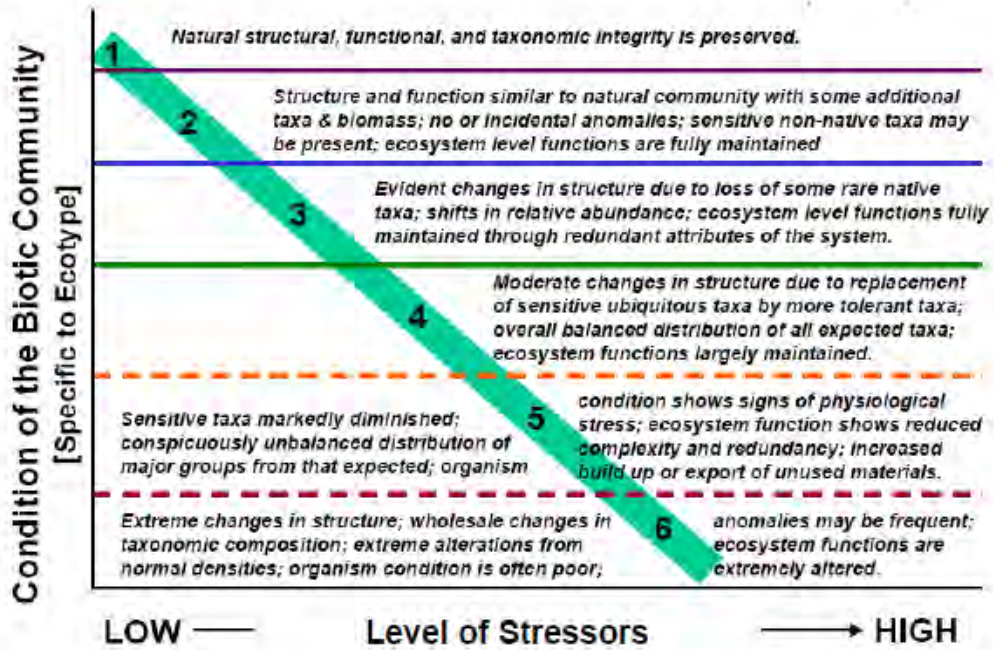 Condition of the Biotic Community
[Specific to Ecotype]
1
Natural structural, functional, and taxonomic integrity is preserved.
2
Structure and function similar to natural community with some additional
taxa & biomass; no or incidental anomalies; sensitive non-native taxa may
be present; ecosystem level functions are fully maintained
3
Evident changes in structure due to loss of some rare native
taxa; shifts in relative abundance; ecosystem level functions fully
maintained through redundant attributes of the system.
4
Moderate changes in structure due to replacement
of sensitive ubiquitous taxa by more tolerant taxa;
overall balanced distribution of all expected taxa;
ecosystem functions largely maintained.
5
Sensitive taxa markedly diminished;
conspicuously unbalanced distribution of
major groups from that expected; organism
condition shows signs of physiological
stress; ecosystem function shows reduced
complexity and redundancy; increased
build up or export of unused materials.
6
Extreme changes in structure; wholesale changes in
taxonomic composition; extreme alterations from
normal densities; organism condition is often poor;
anomalies may be frequent;
ecosystem functions are
extremely altered.
LOW Level of Stressors HIGH